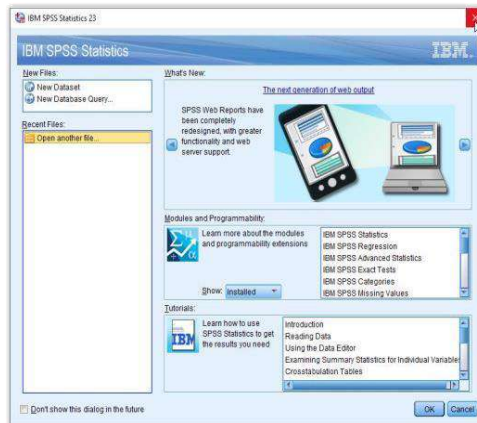 IBM SPSS Statistics 23
IBM SPSS Statistics
IBM.
New Files:
New Dataset
New Database Query...
Recent Files:
Open another file...
What's New:
The next generation of web output
SPSS Web Reports have
been completely
redesigned, with greater
functionality and web
server support.
Modules and Programmability:
Learn more about the modules
and programmability extensions
Show: Installed
IBM SPSS Statistics
IBM SPSS Regression
IBM SPSS Advanced Statistics
IBM SPSS Exact Tests
IBM SPSS Categories
IBM SPSS Missing Values
Tutorials:
IBM
Learn how to use
SPSS Statistics to get
the results you need
Introduction
Reading Data
Using the Data Editor
Examining Summary Statistics for Individual Variable
Crosstabulation Tables
Don't show this dialog in the future
OK
Cancel